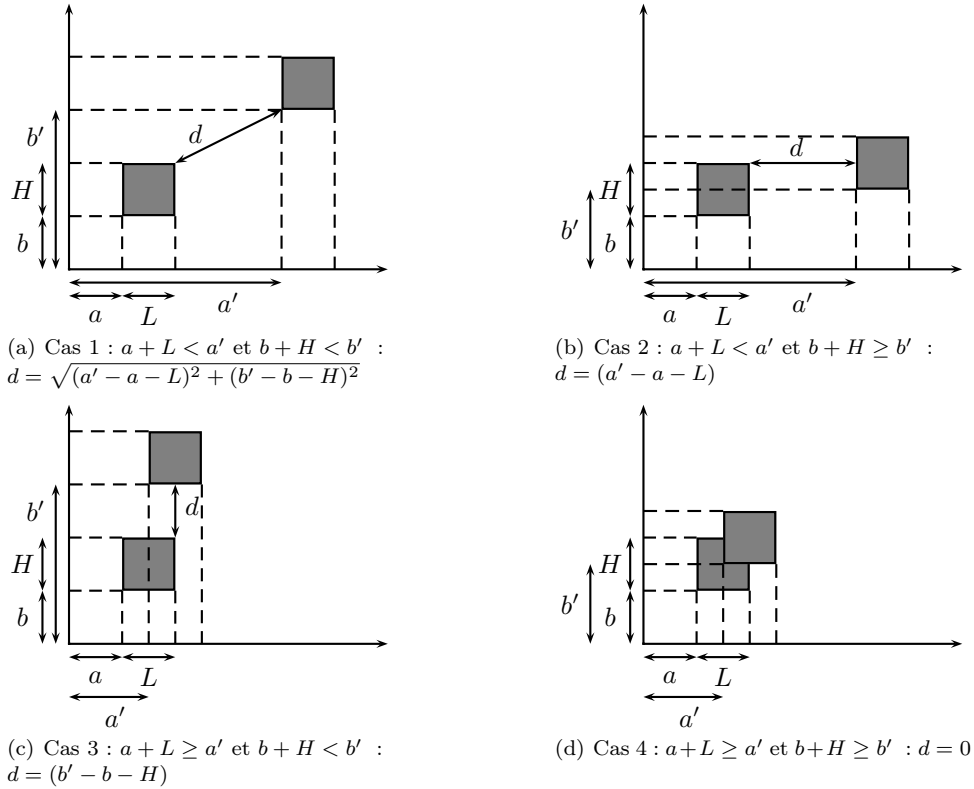 b′
H
b
d
a
L
a′
(a) Cas 1 : a + L < a′ et b + H < b′ :
d = √(a′ − a − L)² + (b′ − b − H)²
d
H
b′
b
a′
a
L
(b) Cas 2 : a + L < a′ et b + H ≥ b′ :
d = (a′ − a − L)
b′
d
H
b
a
L
a′
(c) Cas 3 : a + L ≥ a′ et b + H < b′ :
d = (b′ − b − H)
H
b′
b
a
L
a′
(d) Cas 4 : a+L ≥ a′ et b+H ≥ b′ : d = 0